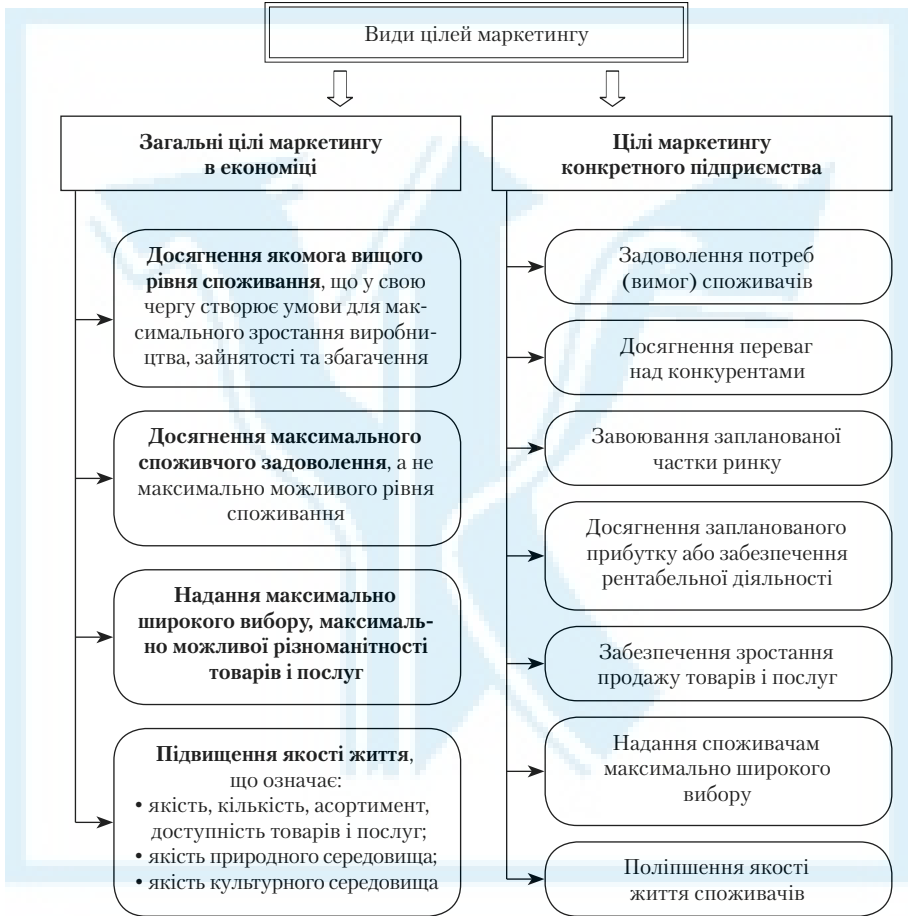 Види цілей маркетингу
Загальні цілі маркетингу
в економіці
Досягнення якомога вищого
рівня споживання, що у свою
чергу створює умови для мак-
симального зростання виробни-
цтва, зайнятості та збагачення
Досягнення максимального
споживчого задоволення, а не
максимально можливого рівня
споживання
Надання максимально
широкого вибору, максималь-
но можливої різноманітності
товарів і послуг
Підвищення якості життя,
що означає:
• якість, кількість, асортимент,
доступність товарів і послуг;
• якість природного середовища;
• якість культурного середовища
Цілі маркетингу
конкретного підприємства
Задоволення потреб
(вимог) споживачів
Досягнення переваг
над конкурентами
Завоювання запланованої
частки ринку
Досягнення запланованого
прибутку або забезпечення
рентабельної діяльності
Забезпечення зростання
продажу товарів і послуг
Надання споживачам
максимально широкого
вибору
Поліпшення якості
життя споживачів